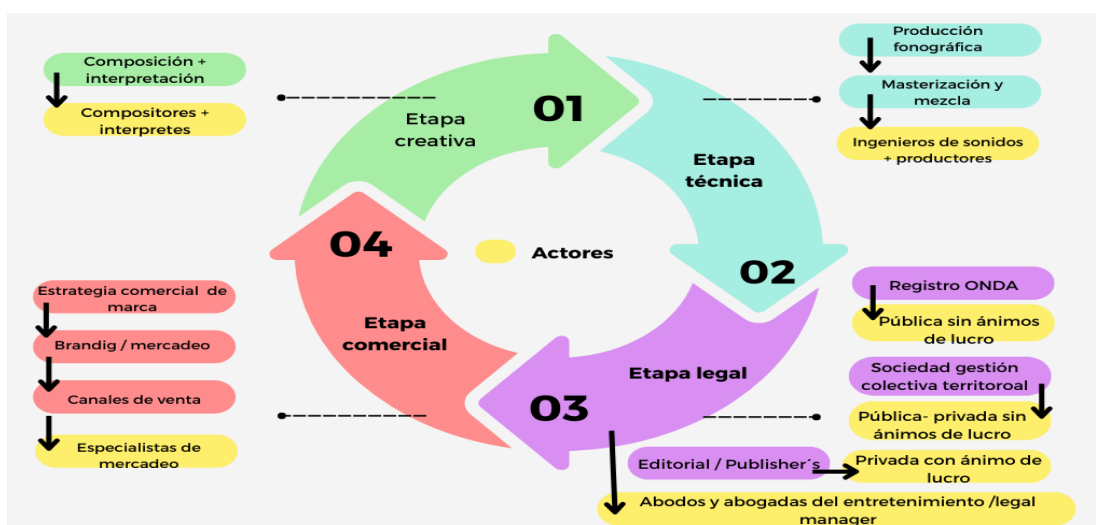 Composición +
interpretación
Compositores +
interpretes
01
Etapa
creativa
Producción
fonográfica
Masterización y
mezcla
Ingenieros de sonidos
+ productores
Etapa
técnica
02
Actores
04
Etapa
comercial
Estrategia comercial de
marca
Brandig / mercadeo
Canales de venta
Especialistas de
mercadeo
Etapa legal
03
Registro ONDA
Pública sin ánimos
de lucro
Sociedad gestión
colectiva territoroal
Pública- privada sin
ánimos de lucro
Editorial / Publisher´s
Privada con ánimo de
lucro
Abodos y abogadas del entretenimiento /legal
manager